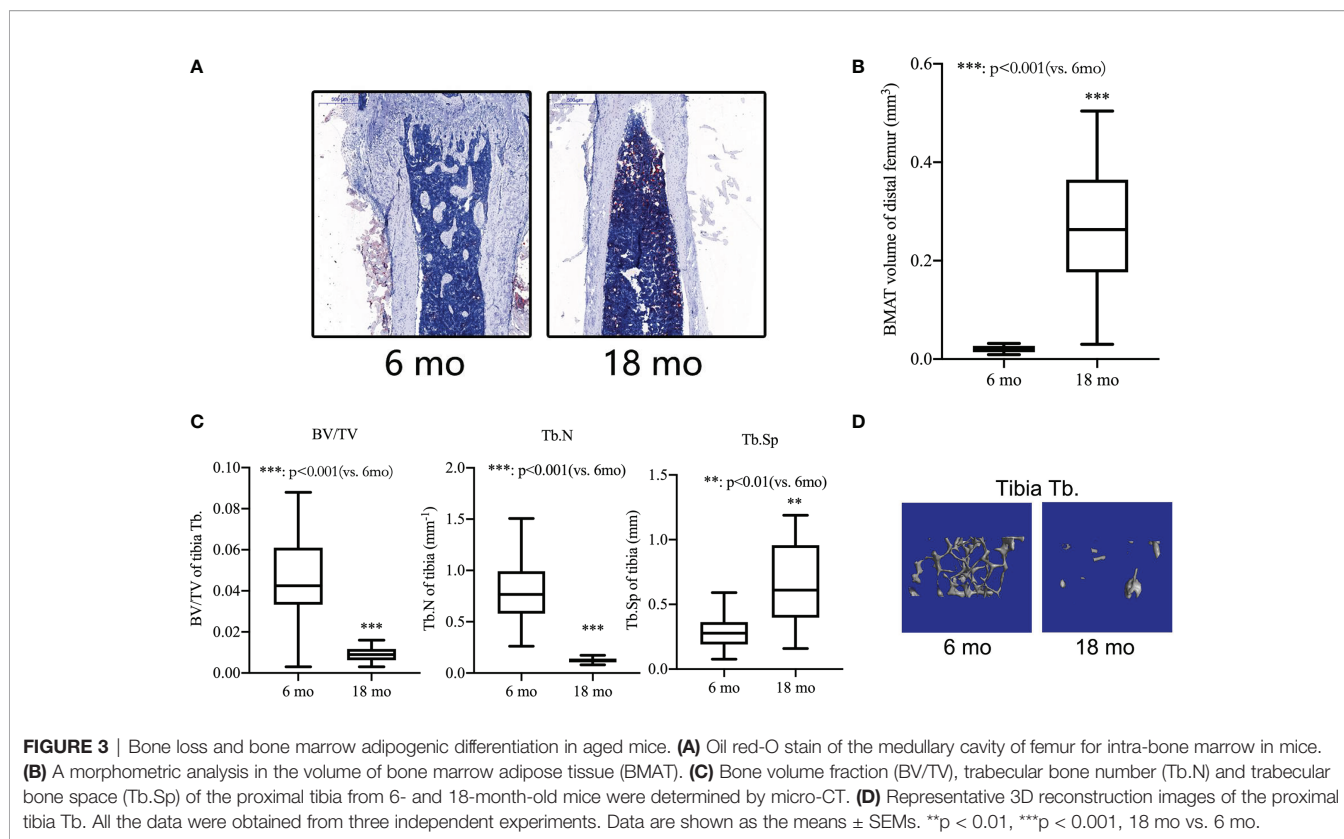 A
500μm
500μm
6 mo
18 mo
B
***: p<0.001(vs. 6mo)
***
BMAT volume of distal femur (mm³)
0.6
0.4
0.2
0.0
6 mo
18 mo
C
BV/TV
***: p<0.001(vs. 6mo)
***
BV/TV of tibia Tb.
0.10
0.08
0.06
0.04
0.02
0.00
6 mo
18 mo
Tb.N
***: p<0.001(vs. 6mo)
***
Tb.N of tibia (mm⁻¹)
2.0
1.5
1.0
0.5
0.0
6 mo
18 mo
Tb.Sp
**: p<0.01(vs. 6mo)
**
Tb.Sp of tibia (mm)
1.5
1.0
0.5
0.0
6 mo
18 mo
D
Tibia Tb.
6 mo
18 mo
FIGURE 3 | Bone loss and bone marrow adipogenic differentiation in aged mice. (A) Oil red-O stain of the medullary cavity of femur for intra-bone marrow in mice.
(B) A morphometric analysis in the volume of bone marrow adipose tissue (BMAT). (C) Bone volume fraction (BV/TV), trabecular bone number (Tb.N) and trabecular
bone space (Tb.Sp) of the proximal tibia from 6- and 18-month-old mice were determined by micro-CT. (D) Representative 3D reconstruction images of the proximal
tibia Tb. All the data were obtained from three independent experiments. Data are shown as the means ± SEMs. **p < 0.01, ***p < 0.001, 18 mo vs. 6 mo.